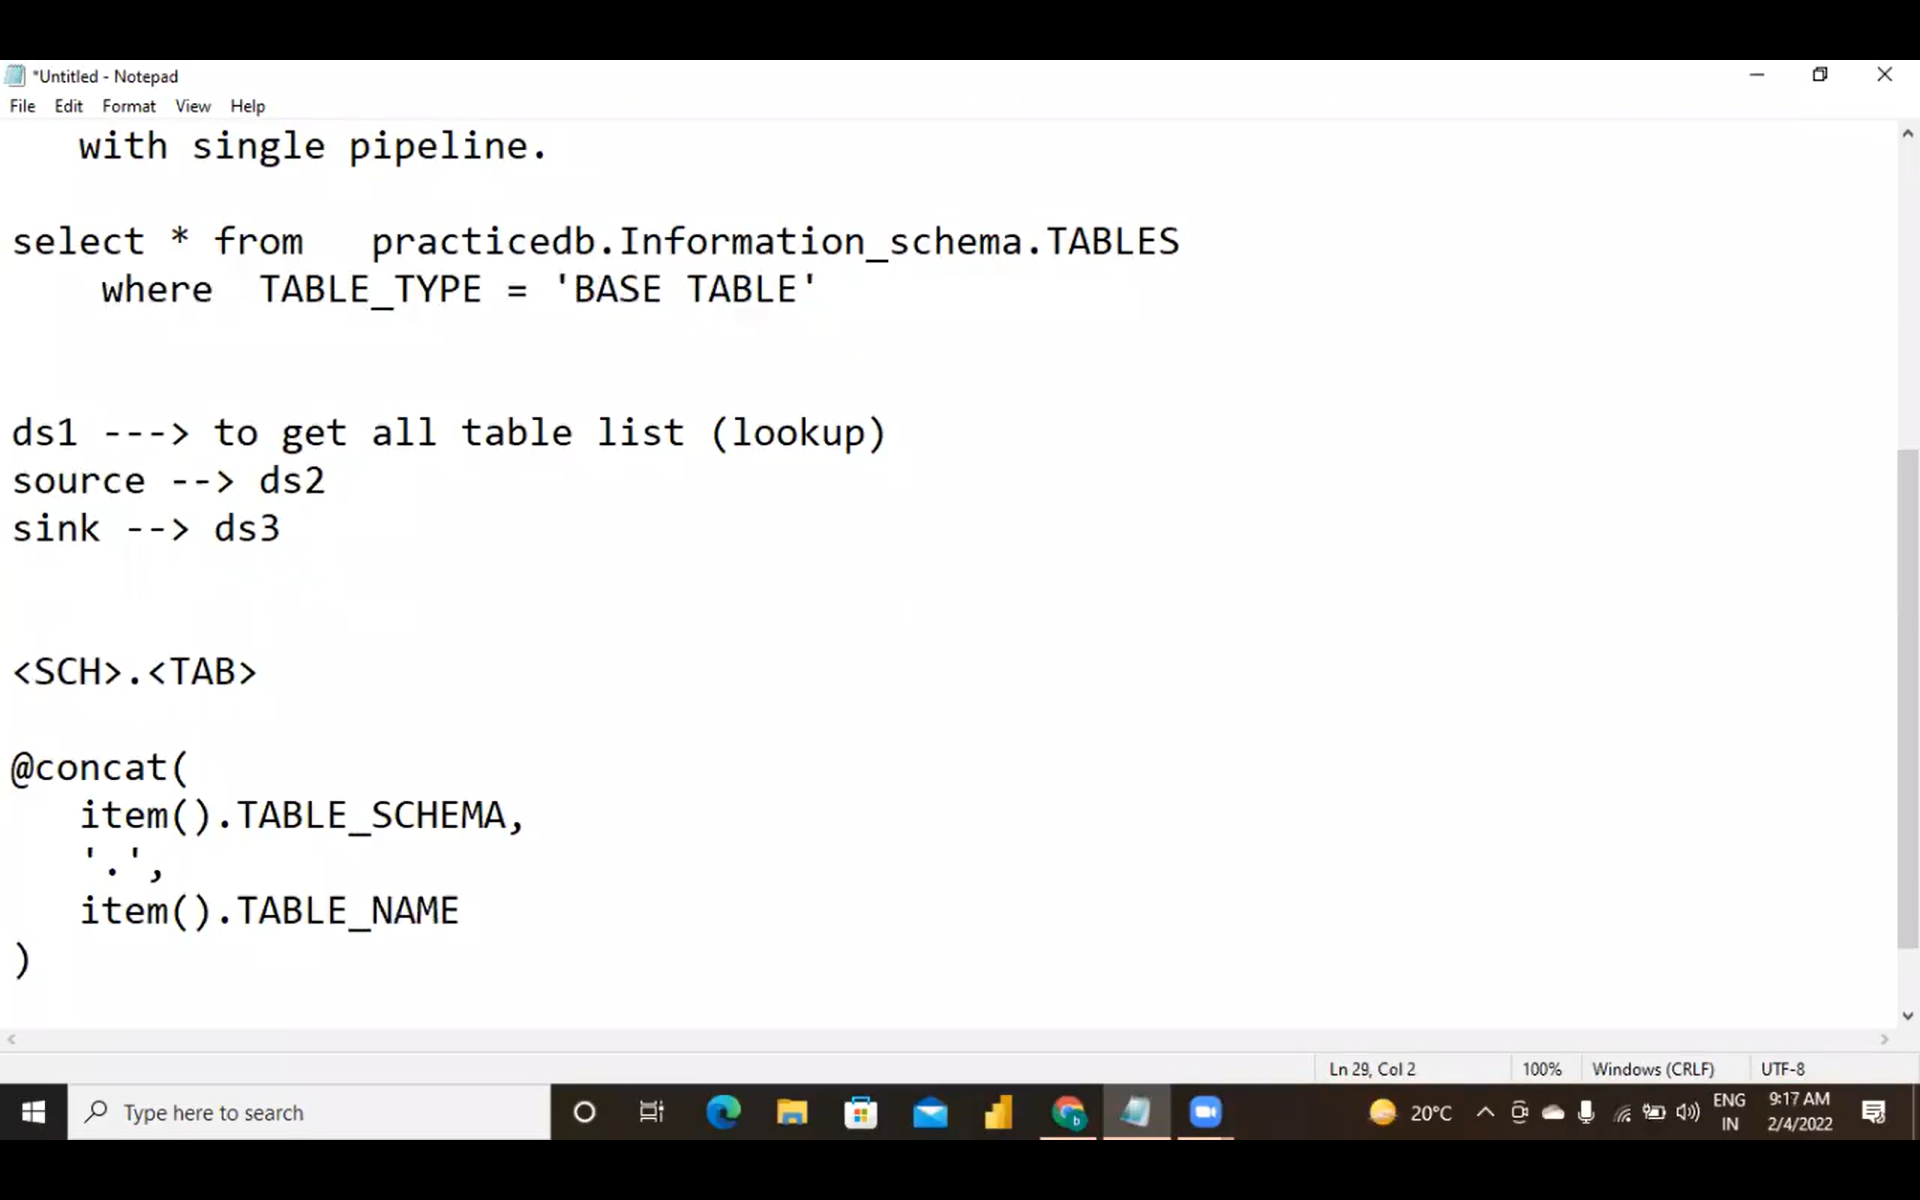 *Untitled - Notepad
File Edit Format View Help
with single pipeline.
select * from practicedb.Information_schema.TABLES
where TABLE_TYPE = 'BASE TABLE'
ds1 ---> to get all table list (lookup)
source --> ds2
sink --> ds3
<SCH>.<TAB>
@concat(
item().TABLE_SCHEMA,
'.',
item().TABLE_NAME
)
Ln 29, Col 2 100% Windows (CRLF) UTF-8
Type here to search
b
20°C
ENG
IN
9:17 AM
2/4/2022